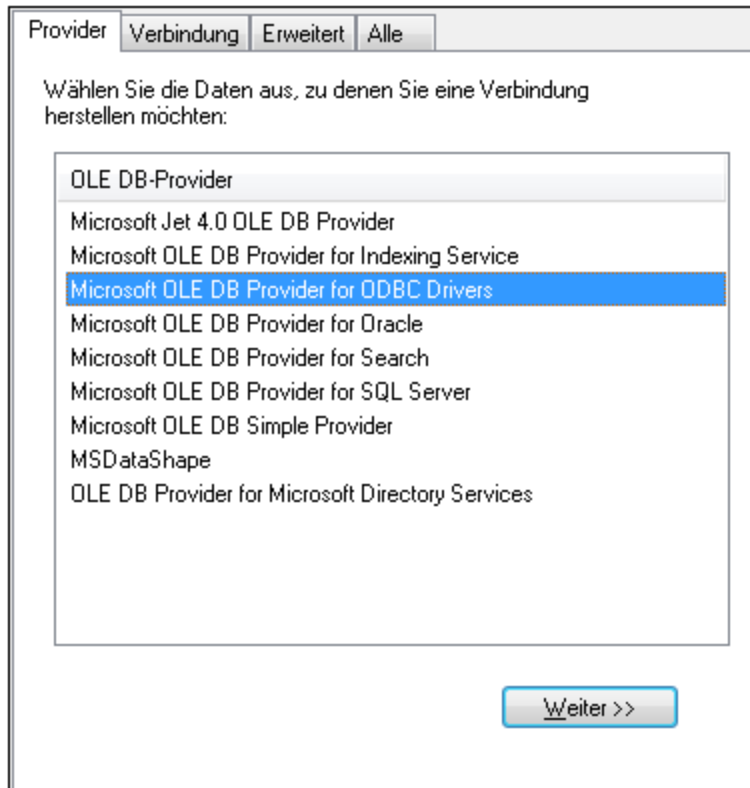 Provider Verbindung Erweitert Alle
Wählen Sie die Daten aus, zu denen Sie eine Verbindung
herstellen möchten:
OLE DB-Provider
Microsoft Jet 4.0 OLE DB Provider
Microsoft OLE DB Provider for Indexing Service
Microsoft OLE DB Provider for ODBC Drivers
Microsoft OLE DB Provider for Oracle
Microsoft OLE DB Provider for Search
Microsoft OLE DB Provider for SQL Server
Microsoft OLE DB Simple Provider
MSDataShape
OLE DB Provider for Microsoft Directory Services
Weiter >>